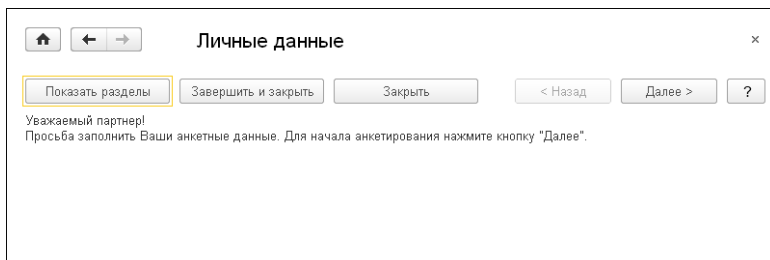 Личные данные
×
Показать разделы Завершить и закрыть Закрыть < Назад Далее > ?
Уважаемый партнер!
Просьба заполнить Ваши анкетные данные. Для начала анкетирования нажмите кнопку "Далее".